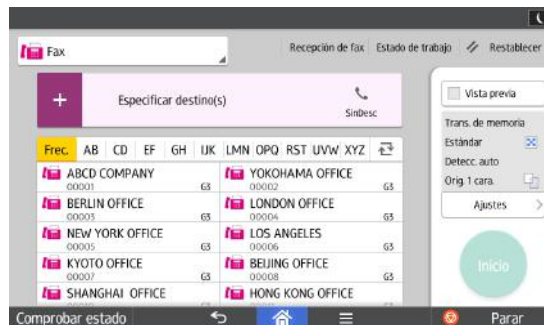 Fax
Recepción de fax Estado de trabajo Restablecer
Especificar destino(s)
SinDesc
Vista previa
Trans. de memoria
Estándar
Detecc. auto
Orig. 1 cara.
Ajustes
Inicio
Frec. AB CD EF GH IJK LMN OPQ RST UVW XYZ
ABCD COMPANY YOKOHAMA OFFICE
00001 G3 00002 G3
BERLIN OFFICE LONDON OFFICE
00003 G3 00004 G3
NEW YORK OFFICE LOS ANGELES
00005 G3 00006 G3
KYOTO OFFICE BEIJING OFFICE
00007 G3 00008 G3
SHANGHAI OFFICE HONG KONG OFFICE
Comprobar estado Parar